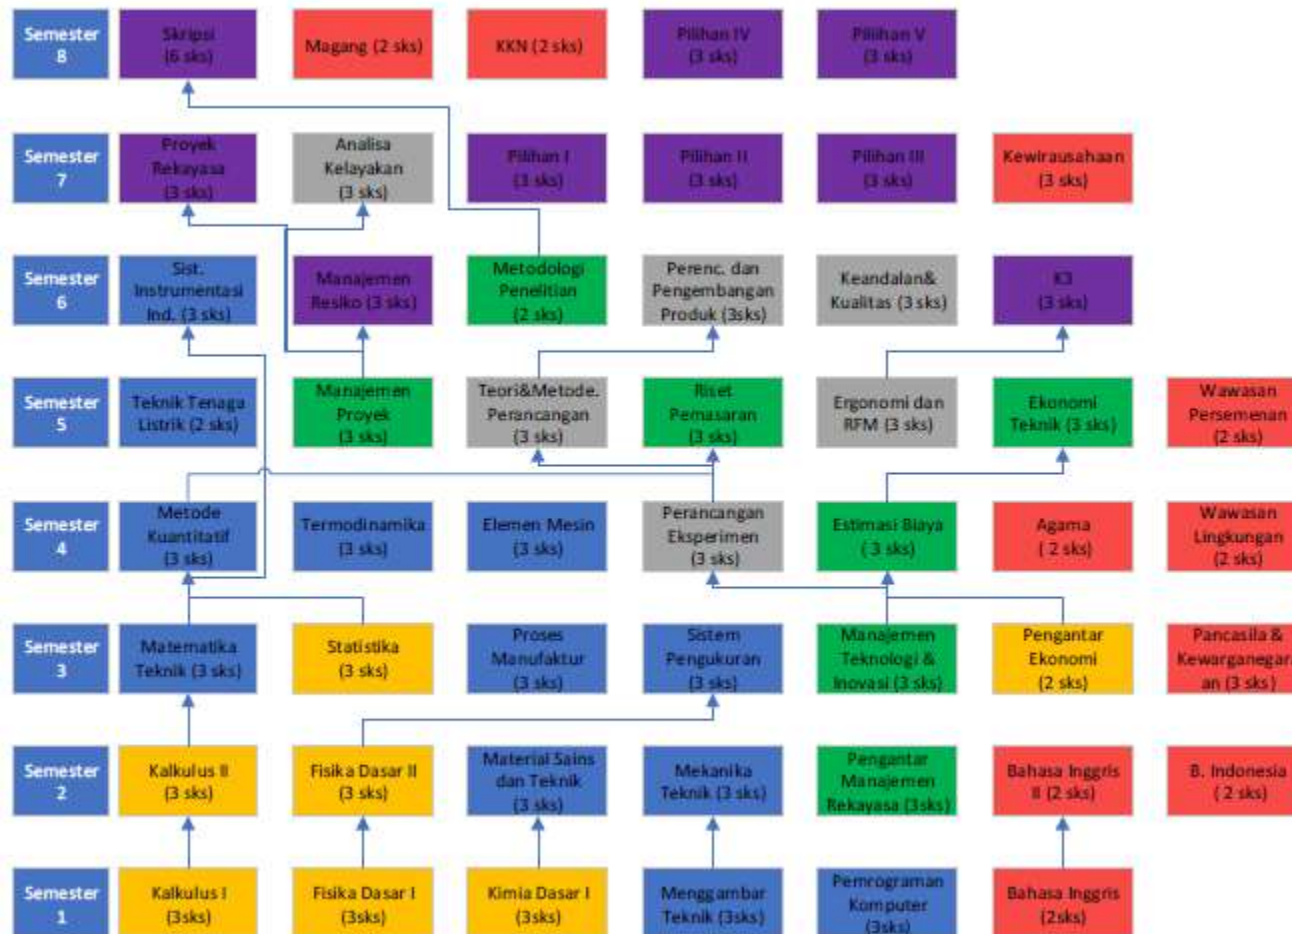 Semester
8
Skripsi
(6 sks)
Magang (2 sks)
KKN (2 sks)
Pilihan IV
(3 sks)
Piliihan V
(3 sks)
Semester
7
Proyek
Rekayasa
(3 sks)
Analisa
Kelayakan
(3 sks)
Pilihan I
(3 sks)
Pilihan II
(3 sks)
Pilihan III
(3 sks)
Kewirausahaan
(3 sks)
Semester
6
Sist.
Instrumentasi
Ind. (3 sks)
Manajemen
Resiko (3 sks)
Metodologi
Penelitian
(2 sks)
Perenc. dan
Pengembangan
Produk (3sks)
Keandalan&
Kualitas (3 sks)
K3
(3 sks)
Semester
5
Teknik Tenaga
Listrik (2 sks)
Manajemen
Proyek
(3 sks)
Teori&Metode.
Perancangan
(3 sks)
Riset
Pemasaran
(3 sks)
Ergonomi dan
RFM (3 sks)
Ekonomi
Teknik (3 sks)
Wawasan
Persemenan
(2 sks)
Semester
4
Metode
Kuantitatif
(3 sks)
Termodinamika
(3 sks)
Elemen Mesin
(3 sks)
Perancangan
Eksperimen
(3 sks)
Estimasi Biaya
( 3 sks)
Agama
( 2 sks)
Wawasan
Lingkungan
(2 sks)
Semester
3
Matematika
Teknik (3 sks)
Statistika
(3 sks)
Proses
Manufaktur
(3 sks)
Sistem
Pengukuran
(3 sks)
Manajemen
Teknologi &
Inovasi (3 sks)
Pengantar
Ekonomi
(2 sks)
Pancasila &
Kewarganegara
an (3 sks)
Semester
2
Kalkulus II
(3 sks)
Fisika Dasar II
(3 sks)
Material Sains
dan Teknik
(3 sks)
Mekanika
Teknik (3 sks)
Pengantar
Manajemen
Rekayasa (3sks)
Bahasa Inggris
II (2 sks)
B. Indonesia
( 2 sks)
Semester
1
Kalkulus I
(3sks)
Fisika Dasar I
(3sks)
Kimia Dasar I
(3sks)
Menggambar
Teknik (3sks)
Pemrograman
Komputer
(3sks)
Bahasa Inggris
(2sks)